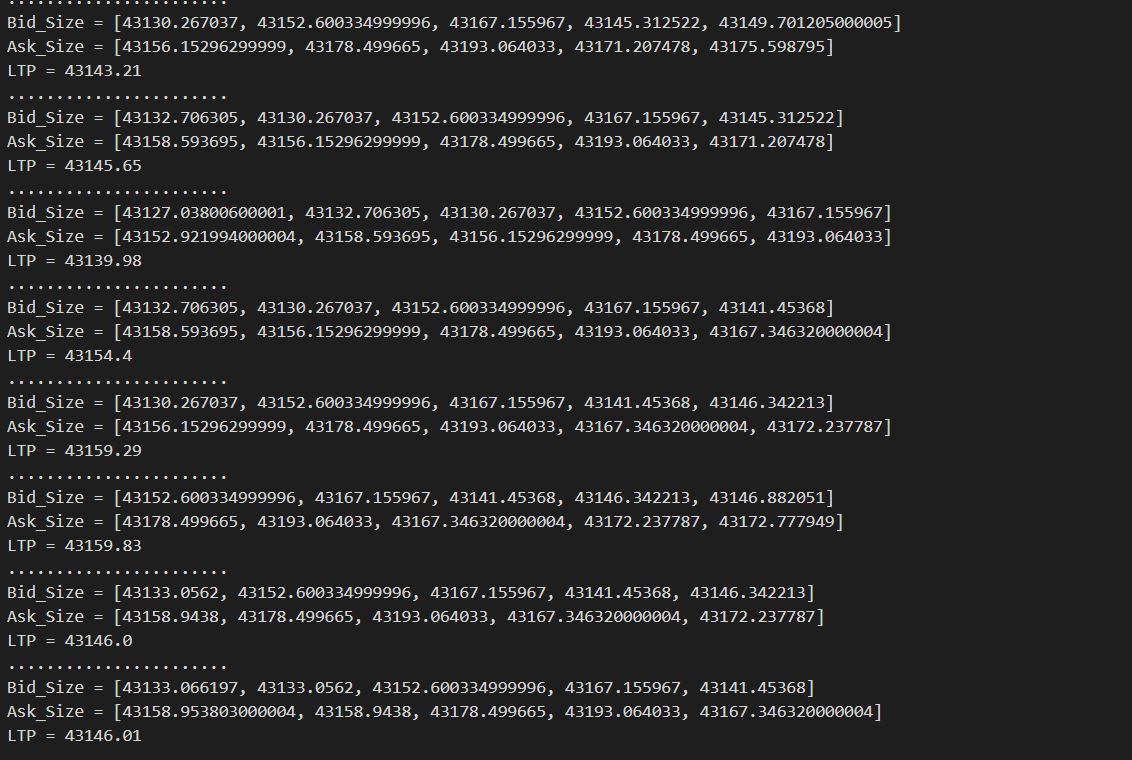 .......................
Bid_Size = [43130.267037, 43152.600334999996, 43167.155967, 43145.312522, 43149.701205000005]
Ask_Size = [43156.15296299999, 43178.499665, 43193.064033, 43171.207478, 43175.598795]
LTP = 43143.21
.......................
Bid_Size = [43132.706305, 43130.267037, 43152.600334999996, 43167.155967, 43145.312522]
Ask_Size = [43158.593695, 43156.15296299999, 43178.499665, 43193.064033, 43171.207478]
LTP = 43145.65
.......................
Bid_Size = [43127.03800600001, 43132.706305, 43130.267037, 43152.600334999996, 43167.155967]
Ask_Size = [43152.921994000004, 43158.593695, 43156.15296299999, 43178.499665, 43193.064033]
LTP = 43139.98
.......................
Bid_Size = [43132.706305, 43130.267037, 43152.600334999996, 43167.155967, 43141.45368]
Ask_Size = [43158.593695, 43156.15296299999, 43178.499665, 43193.064033, 43167.346320000004]
LTP = 43154.4
.......................
Bid_Size = [43130.267037, 43152.600334999996, 43167.155967, 43141.45368, 43146.342213]
Ask_Size = [43156.15296299999, 43178.499665, 43193.064033, 43167.346320000004, 43172.237787]
LTP = 43159.29
.......................
Bid_Size = [43152.600334999996, 43167.155967, 43141.45368, 43146.342213, 43146.882051]
Ask_Size = [43178.499665, 43193.064033, 43167.346320000004, 43172.237787, 43172.777949]
LTP = 43159.83
.......................
Bid_Size = [43133.0562, 43152.600334999996, 43167.155967, 43141.45368, 43146.342213]
Ask_Size = [43158.9438, 43178.499665, 43193.064033, 43167.346320000004, 43172.237787]
LTP = 43146.0
.......................
Bid_Size = [43133.066197, 43133.0562, 43152.600334999996, 43167.155967, 43141.45368]
Ask_Size = [43158.953803000004, 43158.9438, 43178.499665, 43193.064033, 43167.346320000004]
LTP = 43146.01